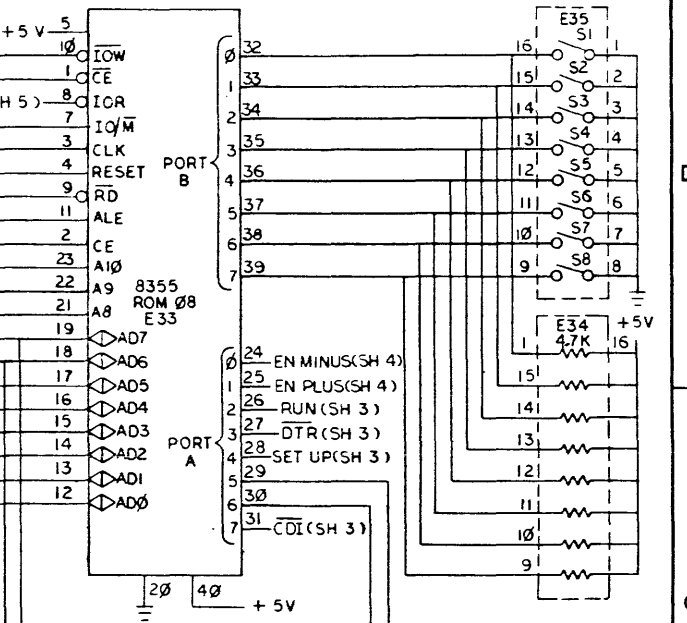 +5 V 5
1Ø IOW
1 CE
H 5) 8 IOR
7 IO/M
3 CLK
4 RESET
9 RD
11 ALE
2 CE
23 A1Ø
22 A9
21 A8
19 AD7
18 AD6
17 AD5
16 AD4
15 AD3
14 AD2
13 AD1
12 ADØ
8355
ROM Ø8
E33
PORT
B
Ø 32
1 33
2 34
3 35
4 36
5 37
6 38
7 39
PORT
A
Ø 24 EN MINUS(SH 4)
1 25 EN PLUS(SH 4)
2 26 RUN(SH 3)
3 27 DTR(SH 3)
4 28 SET UP(SH 3)
5 29
6 3Ø
7 31 CDI(SH 3)
2Ø 4Ø
+ 5V
E35
16 S1 1
15 S2 2
14 S3 3
13 S4 4
12 S5 5
11 S6 6
1Ø S7 7
9 S8 8
E34 +5V
4.7K
1 16
15
14
13
12
11
1Ø
9